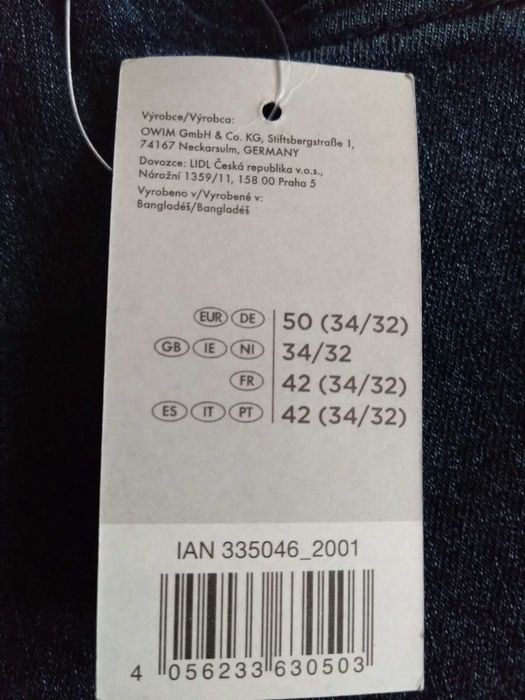 Výrobce/Výrobca:
OWIM GmbH & Co. KG, Stiftsbergstraße 1,
74167 Neckarsulm, GERMANY
Dovozce: LIDL Česká republika v.o.s.,
Nárožní 1359/11, 158 00 Praha 5
Vyrobeno v/Vyrobené v:
Bangladéš/Bangladéš
EUR DE 50 (34/32)
GB IE NI 34/32
FR 42 (34/32)
ES IT PT 42 (34/32)
IAN 335046_2001
4 056233 630503